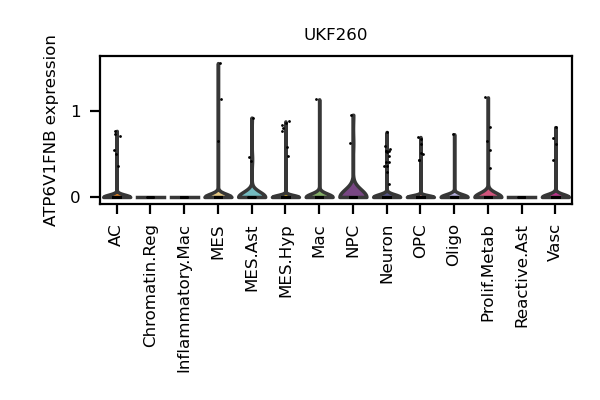 UKF260
ATP6V1FNB expression
1
0
AC
Chromatin.Reg
Inflammatory.Mac
MES
MES.Ast
MES.Hyp
Mac
NPC
Neuron
OPC
Oligo
Prolif.Metab
Reactive.Ast
Vasc